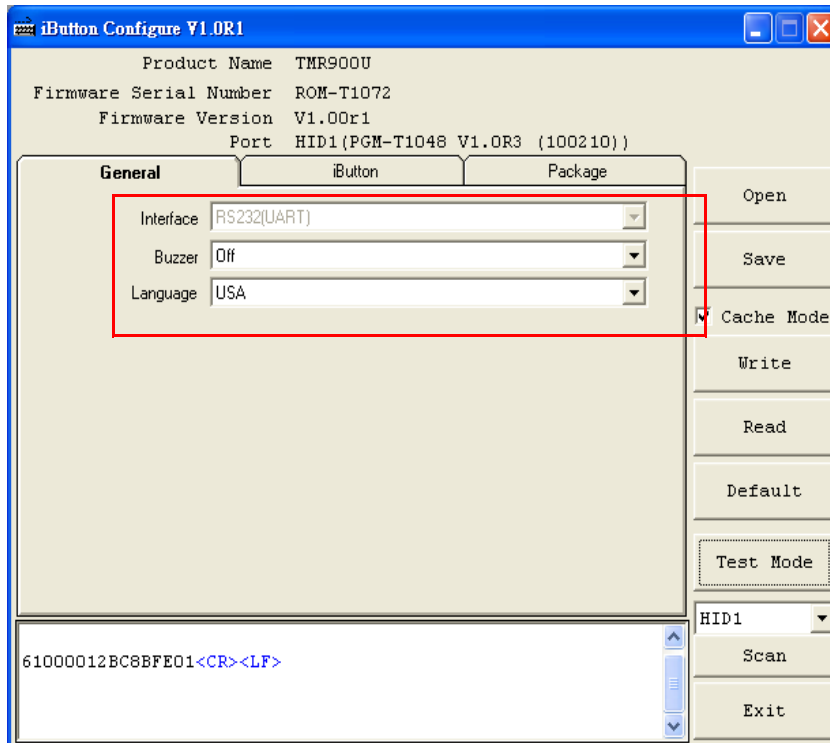 iButton Configure V1.0R1
Product Name TMR900U
Firmware Serial Number ROM-T1072
Firmware Version V1.00r1
Port HID1(PGM-T1048 V1.0R3 (100210))
General iButton Package
Interface RS232(UART)
Buzzer Off
Language USA
Open
Save
Cache Mode
Write
Read
Default
Test Mode
HID1
Scan
Exit
61000012BC8BFE01<CR><LF>